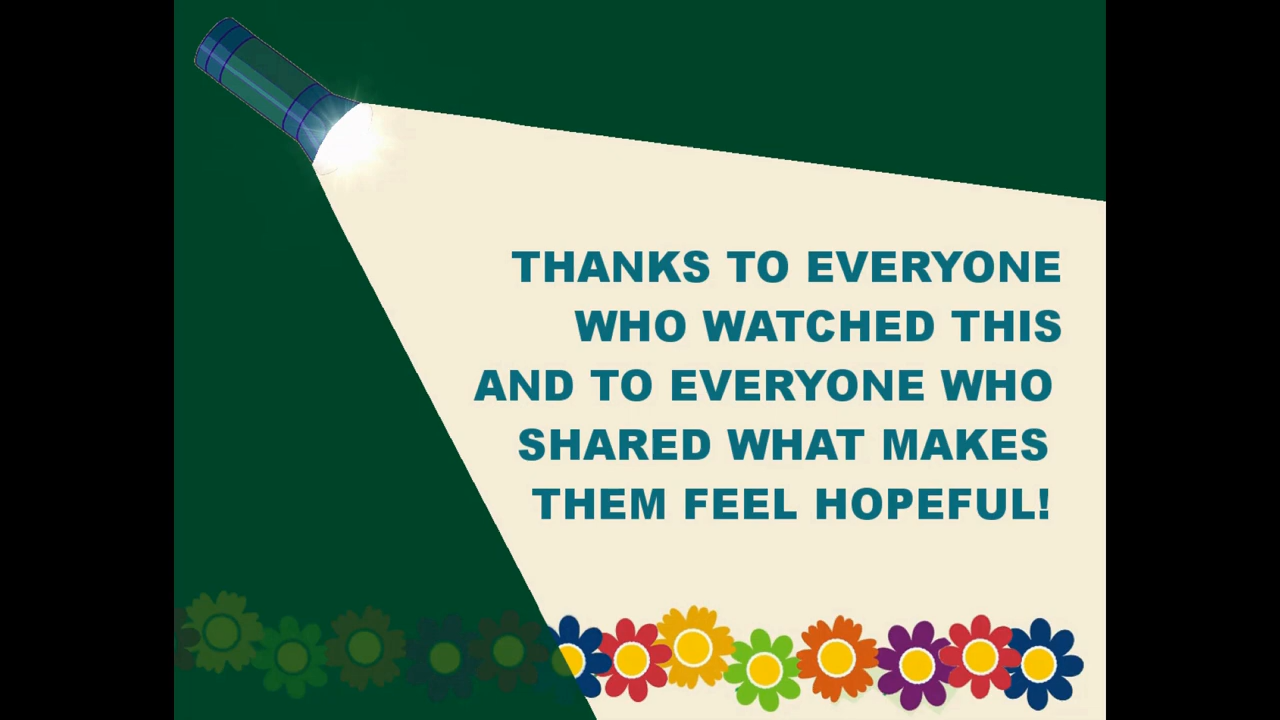 THANKS TO EVERYONE
WHO WATCHED THIS
AND TO EVERYONE WHO
SHARED WHAT MAKES
THEM FEEL HOPEFUL!